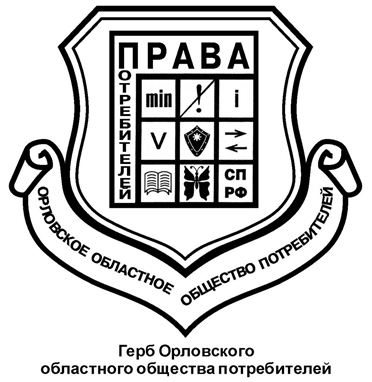 ПРАВА
ПОТРЕБИТЕЛЕЙ
min ! i
V
СП
РФ
ОРЛОВСКОЕ ОБЛАСТНОЕ ОБЩЕСТВО ПОТРЕБИТЕЛЕЙ
Герб Орловского
областного общества потребителей